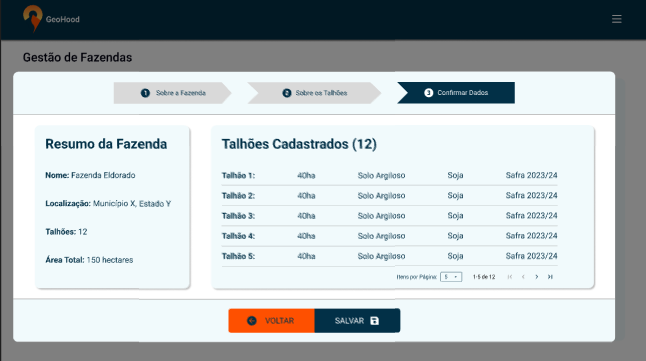 GeoHood
Gestão de Fazendas
1 Sobre a Fazenda
2 Sobre os Talhões
3 Confirmar Dados
Resumo da Fazenda
Nome: Fazenda Eldorado
Localização: Município X, Estado Y
Talhões: 12
Área Total: 150 hectares
Talhões Cadastrados (12)
Talhão 1: 40ha Solo Argiloso Soja Safra 2023/24
Talhão 2: 40ha Solo Argiloso Soja Safra 2023/24
Talhão 3: 40ha Solo Argiloso Soja Safra 2023/24
Talhão 4: 40ha Solo Argiloso Soja Safra 2023/24
Talhão 5: 40ha Solo Argiloso Soja Safra 2023/24
Itens por Página: 5 1-5 de 12
VOLTAR
SALVAR